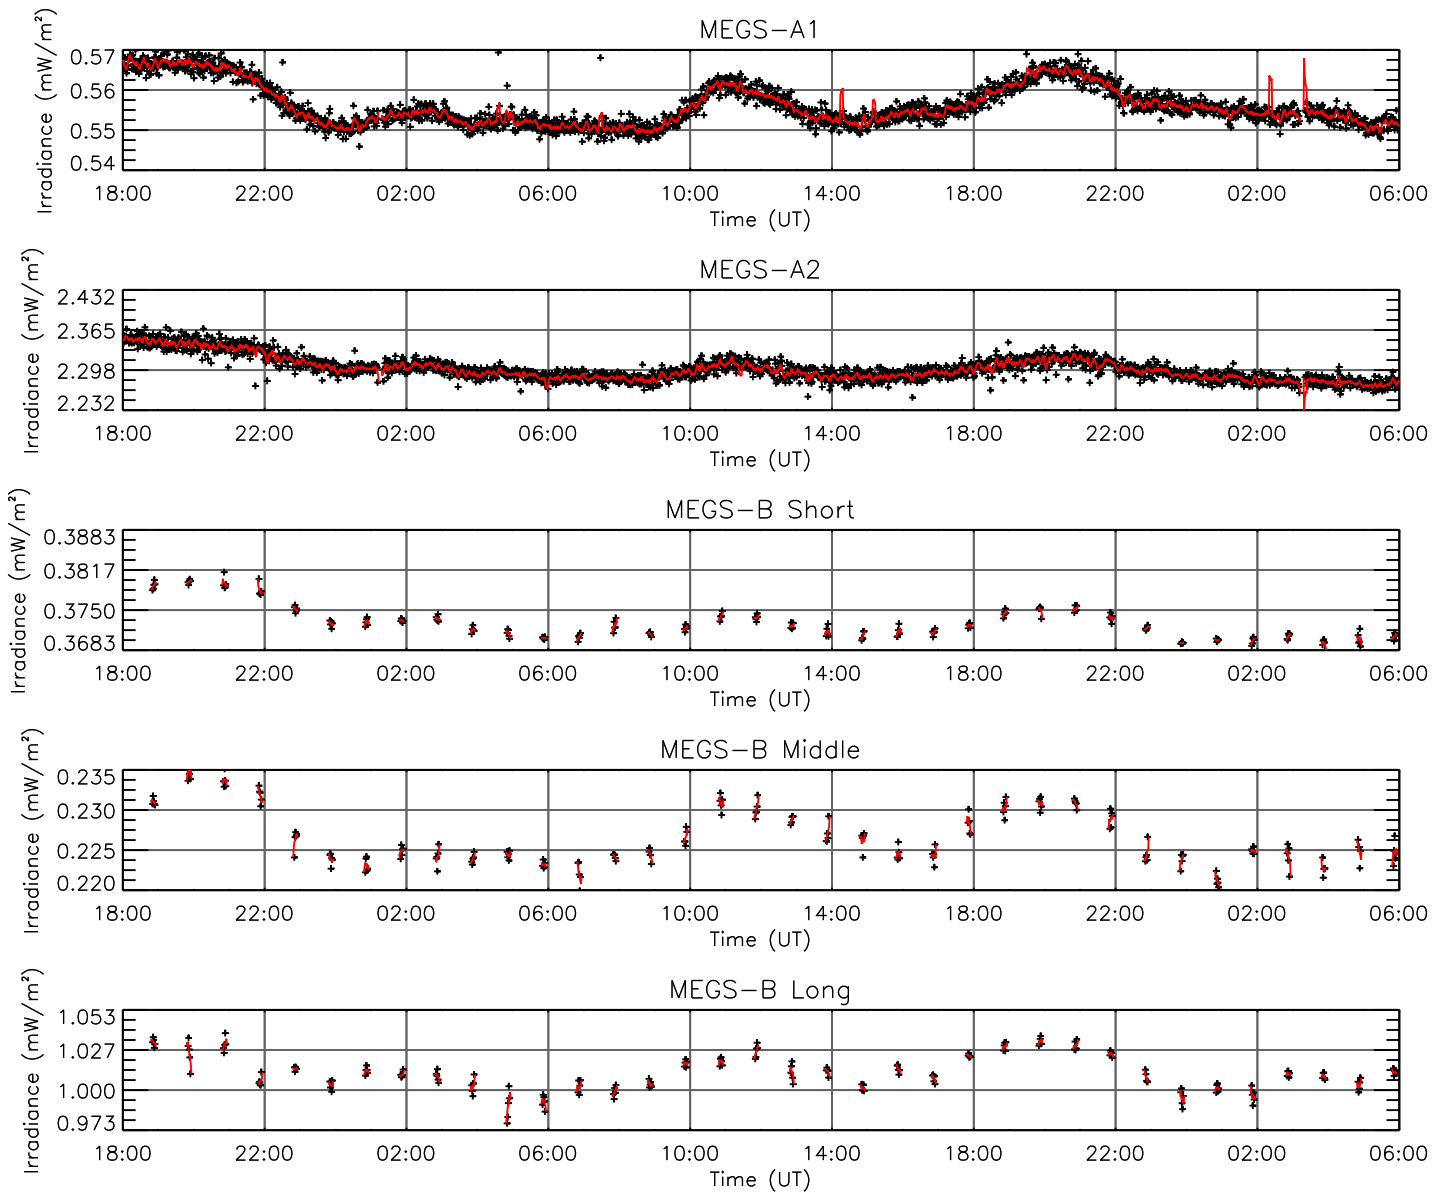 MEGS-A1
Irradiance (mW/m²)
0.57
0.56
0.55
0.54
18:00 22:00 02:00 06:00 10:00 14:00 18:00 22:00 02:00 06:00
Time (UT)
MEGS-A2
Irradiance (mW/m²)
2.432
2.365
2.298
2.232
18:00 22:00 02:00 06:00 10:00 14:00 18:00 22:00 02:00 06:00
Time (UT)
MEGS-B Short
Irradiance (mW/m²)
0.3883
0.3817
0.3750
0.3683
18:00 22:00 02:00 06:00 10:00 14:00 18:00 22:00 02:00 06:00
Time (UT)
MEGS-B Middle
Irradiance (mW/m²)
0.235
0.230
0.225
0.220
18:00 22:00 02:00 06:00 10:00 14:00 18:00 22:00 02:00 06:00
Time (UT)
MEGS-B Long
Irradiance (mW/m²)
1.053
1.027
1.000
0.973
18:00 22:00 02:00 06:00 10:00 14:00 18:00 22:00 02:00 06:00
Time (UT)